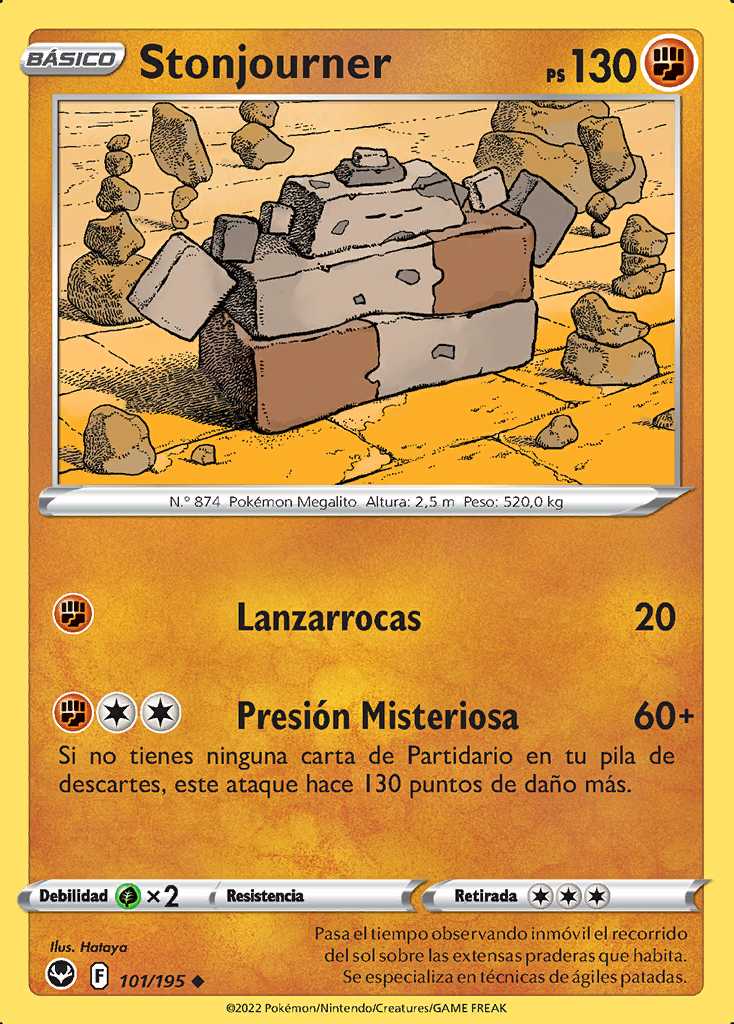 BÁSICO Stonjourner PS 130
N.º 874 Pokémon Megalito Altura: 2,5 m Peso: 520,0 kg
Lanzarrocas 20
Presión Misteriosa 60+
Si no tienes ninguna carta de Partidario en tu pila de
descartes, este ataque hace 130 puntos de daño más.
Debilidad ×2 Resistencia Retirada
Ilus. Hataya
Pasa el tiempo observando inmóvil el recorrido
del sol sobre las extensas praderas que habita.
Se especializa en técnicas de ágiles patadas.
F 101/195
©2022 Pokémon/Nintendo/Creatures/GAME FREAK